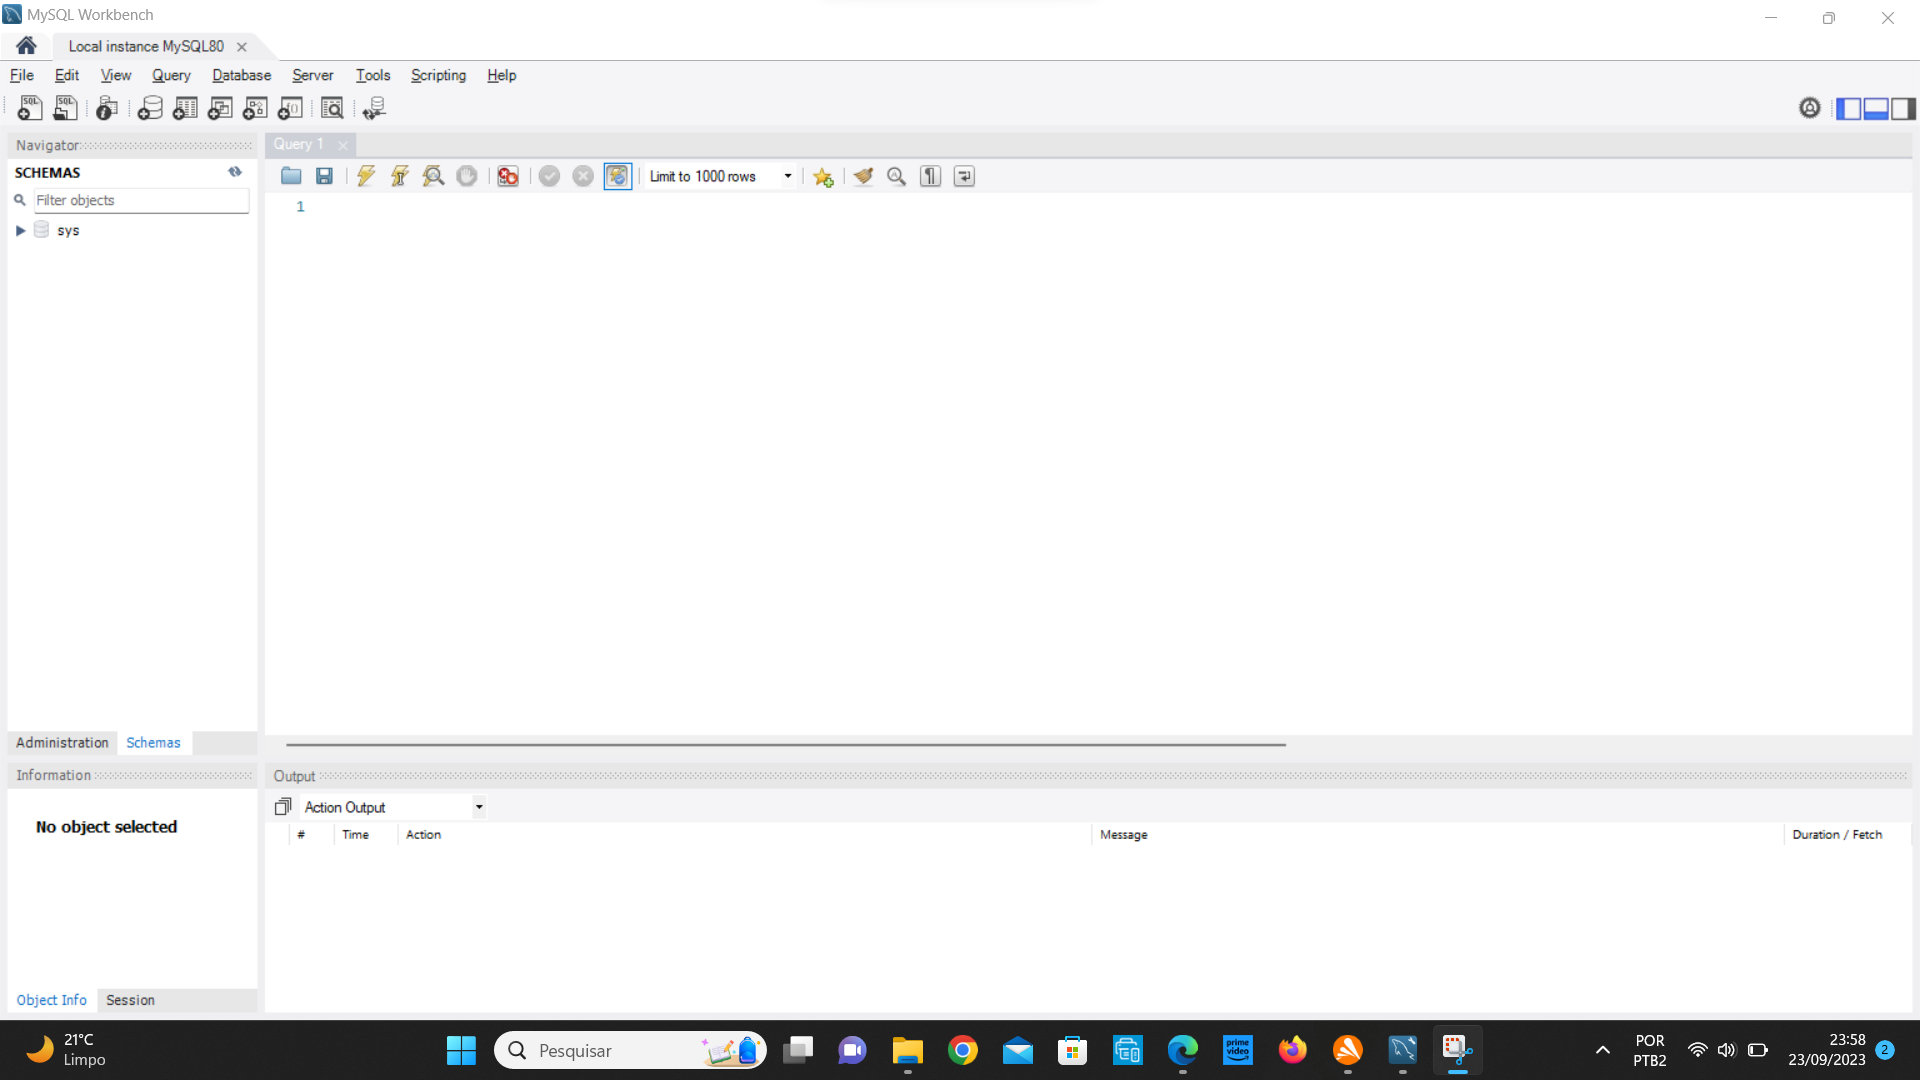 MySQL Workbench
Local instance MySQL80
File Edit View Query Database Server Tools Scripting Help
Navigator
Query 1
SCHEMAS
Limit to 1000 rows
Filter objects
1
sys
Administration Schemas
Information
Output
Action Output
No object selected
# Time Action Message Duration / Fetch
Object Info Session
21°C
Limpo
Pesquisar
prime video
POR
PTB2
23:58
23/09/2023
2